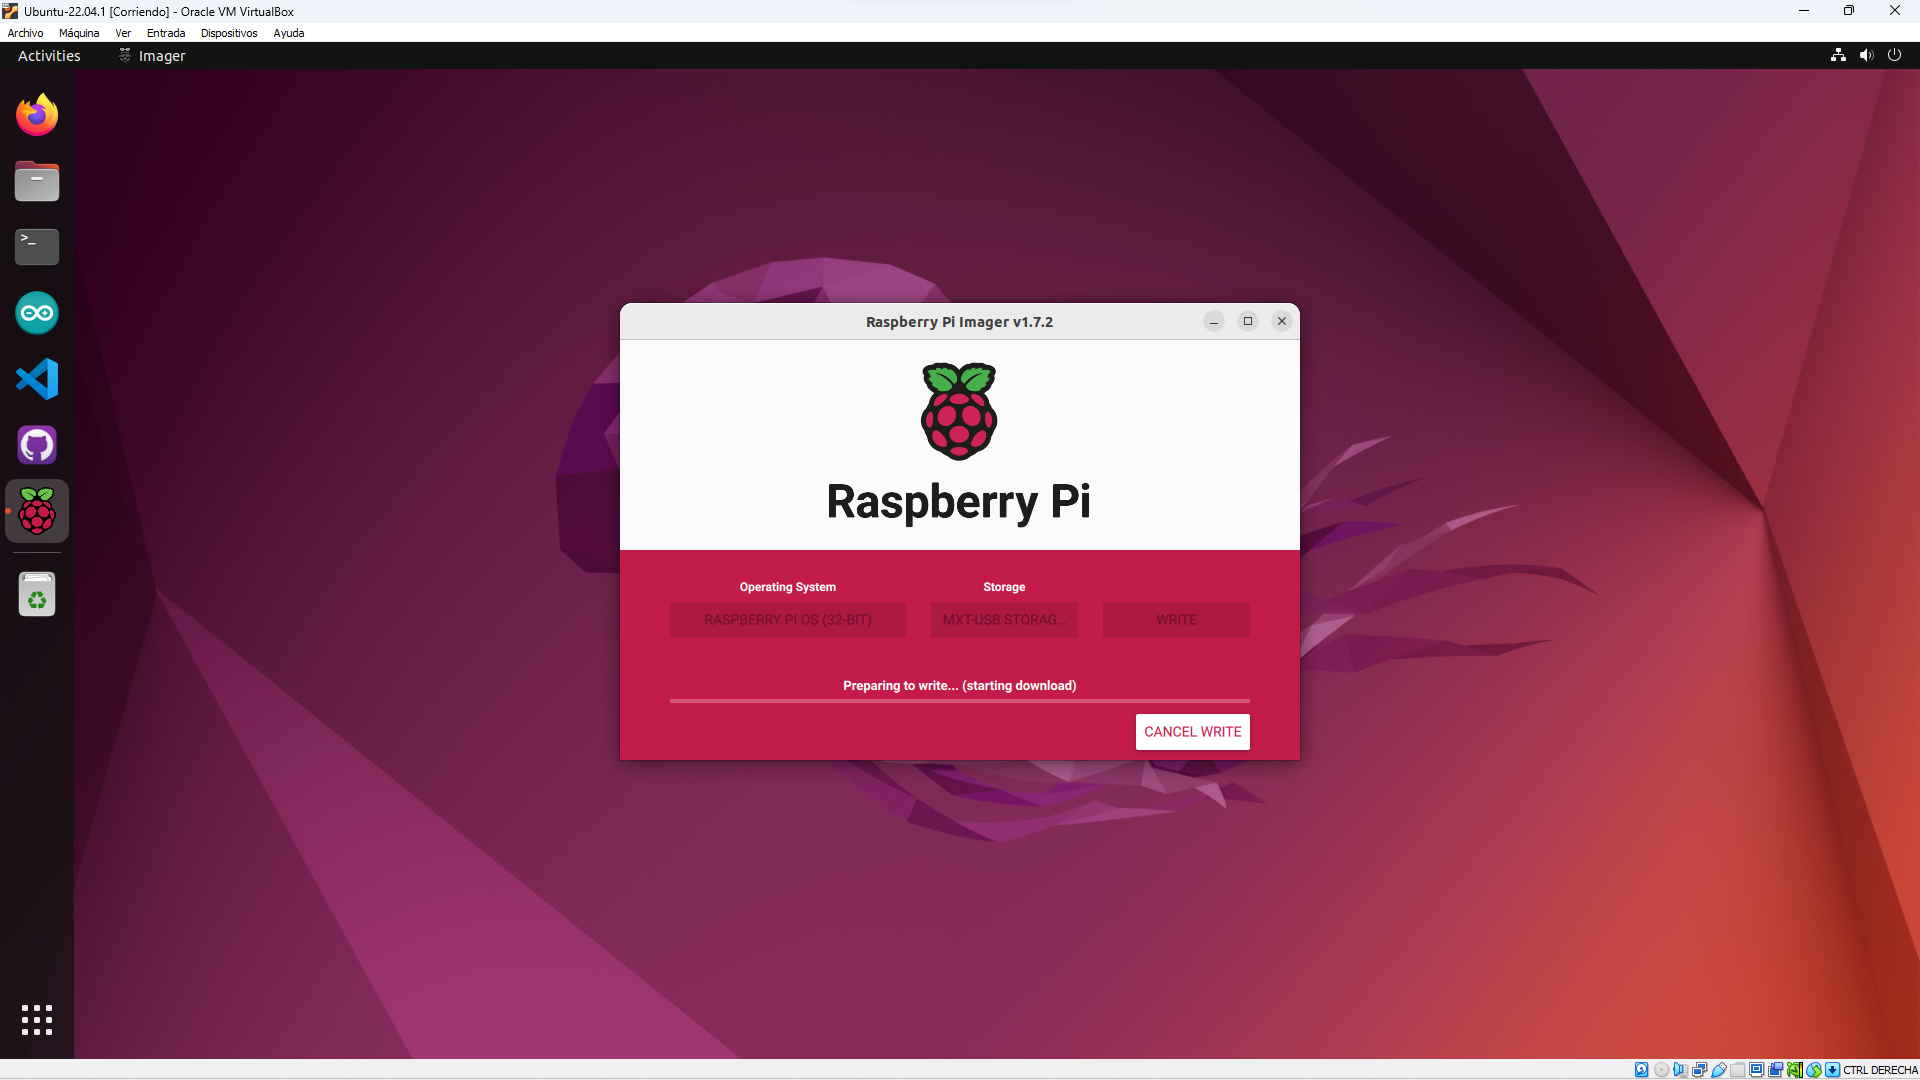 Ubuntu-22.04.1 [Corriendo] - Oracle VM VirtualBox
Archivo Máquina Ver Entrada Dispositivos Ayuda
Activities Imager
Raspberry Pi Imager v1.7.2
Raspberry Pi
Operating System Storage
RASPBERRY PI OS (32-BIT) MXT-USB STORAG... WRITE
Preparing to write... (starting download)
CANCEL WRITE
CTRL DERECHA